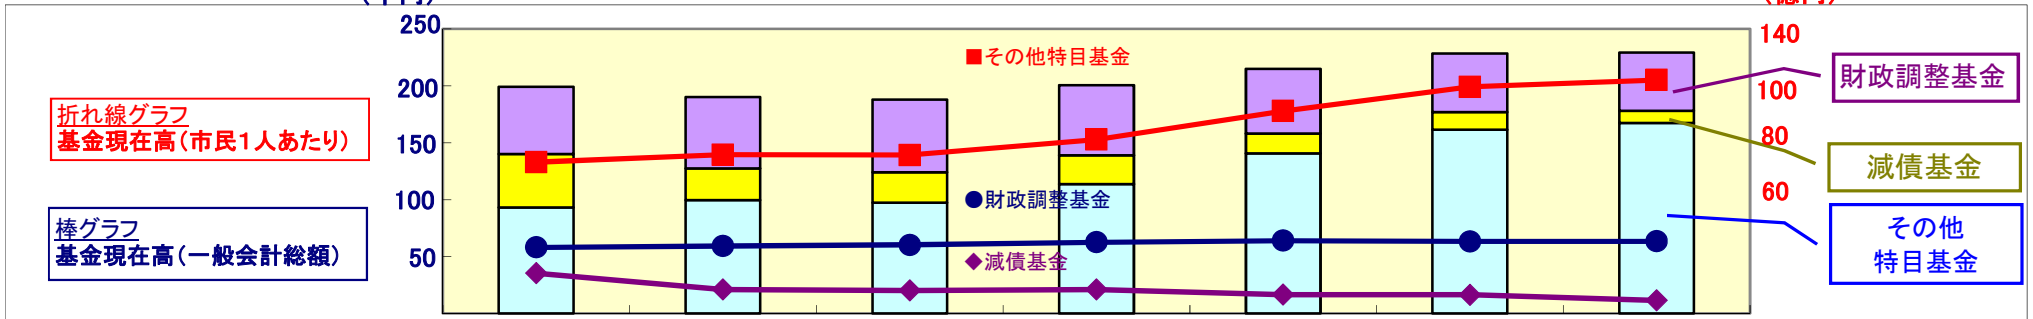 250
200
150
100
50
折れ線グラフ
基金現在高（市民１人あたり）
棒グラフ
基金現在高（一般会計総額）
その他特目基金
財政調整基金
減債基金
140
100
80
60
財政調整基金
減債基金
その他
特目基金